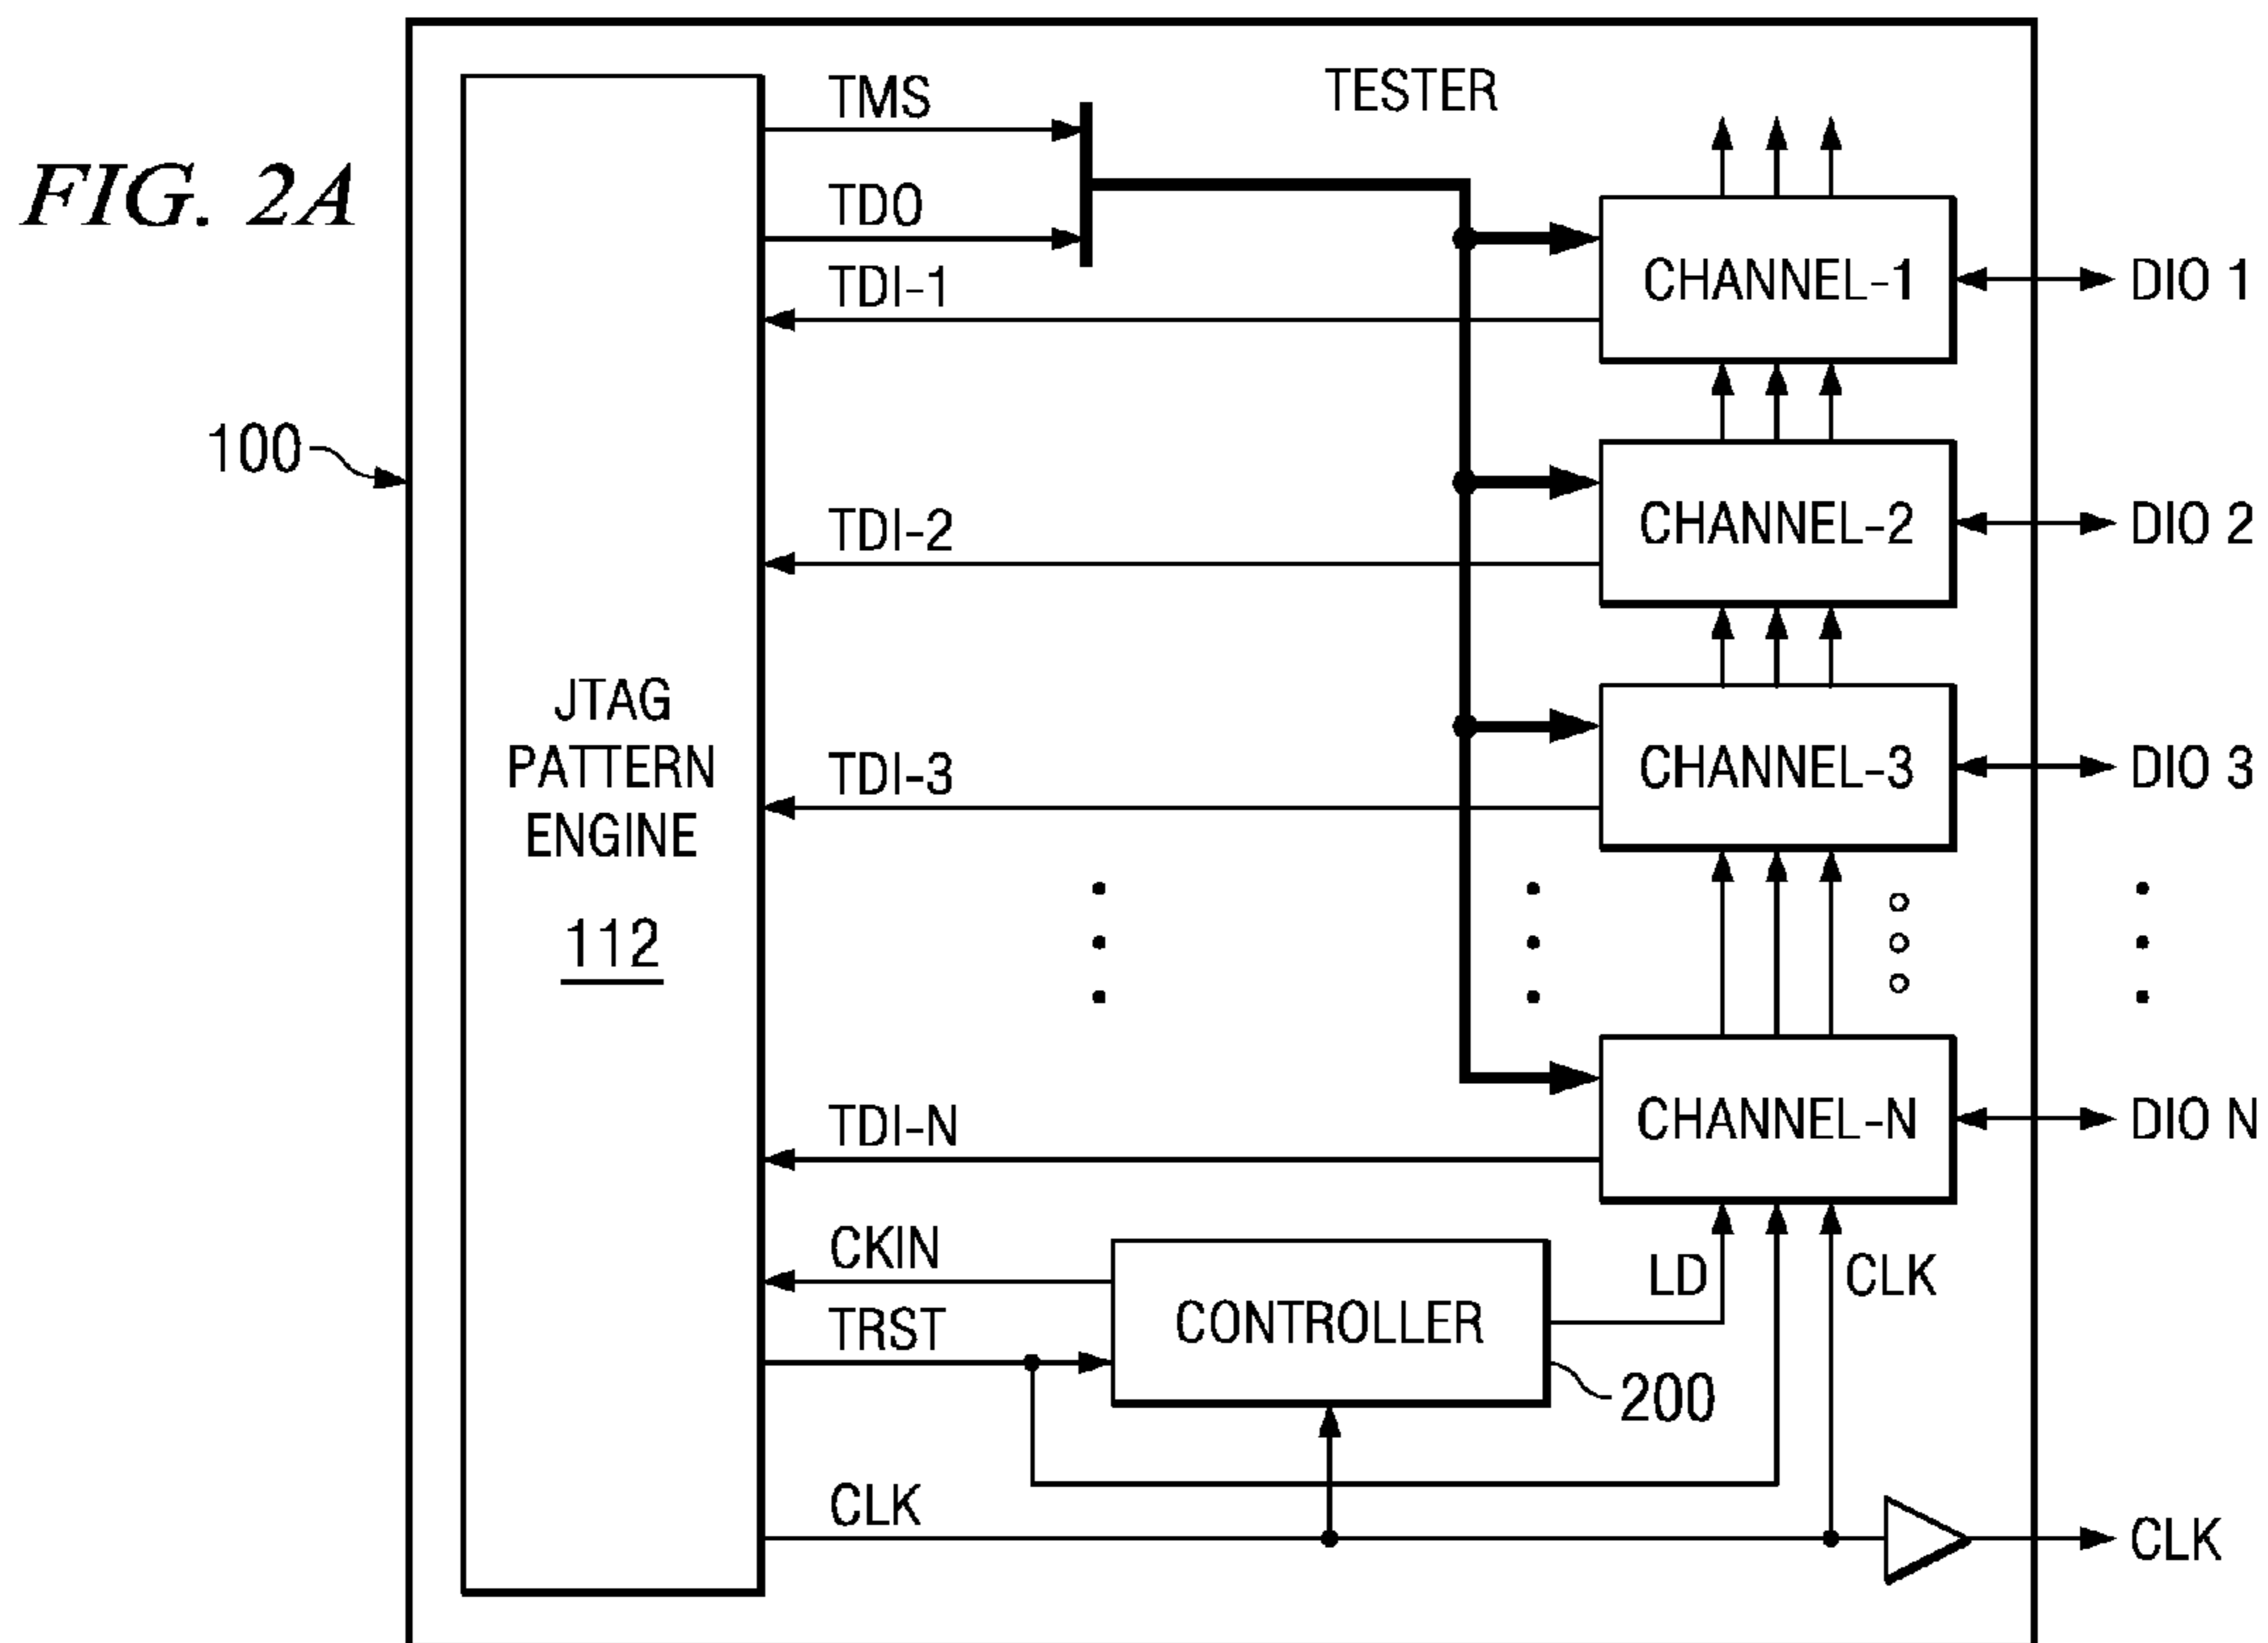 FIG. 2A
TESTER
100
TMS
TDO
TDI-1
CHANNEL-1
DIO 1
TDI-2
CHANNEL-2
DIO 2
TDI-3
CHANNEL-3
DIO 3
JTAG
PATTERN
ENGINE
112
TDI-N
CHANNEL-N
DIO N
CKIN
TRST
CONTROLLER
200
LD
CLK
CLK
CLK